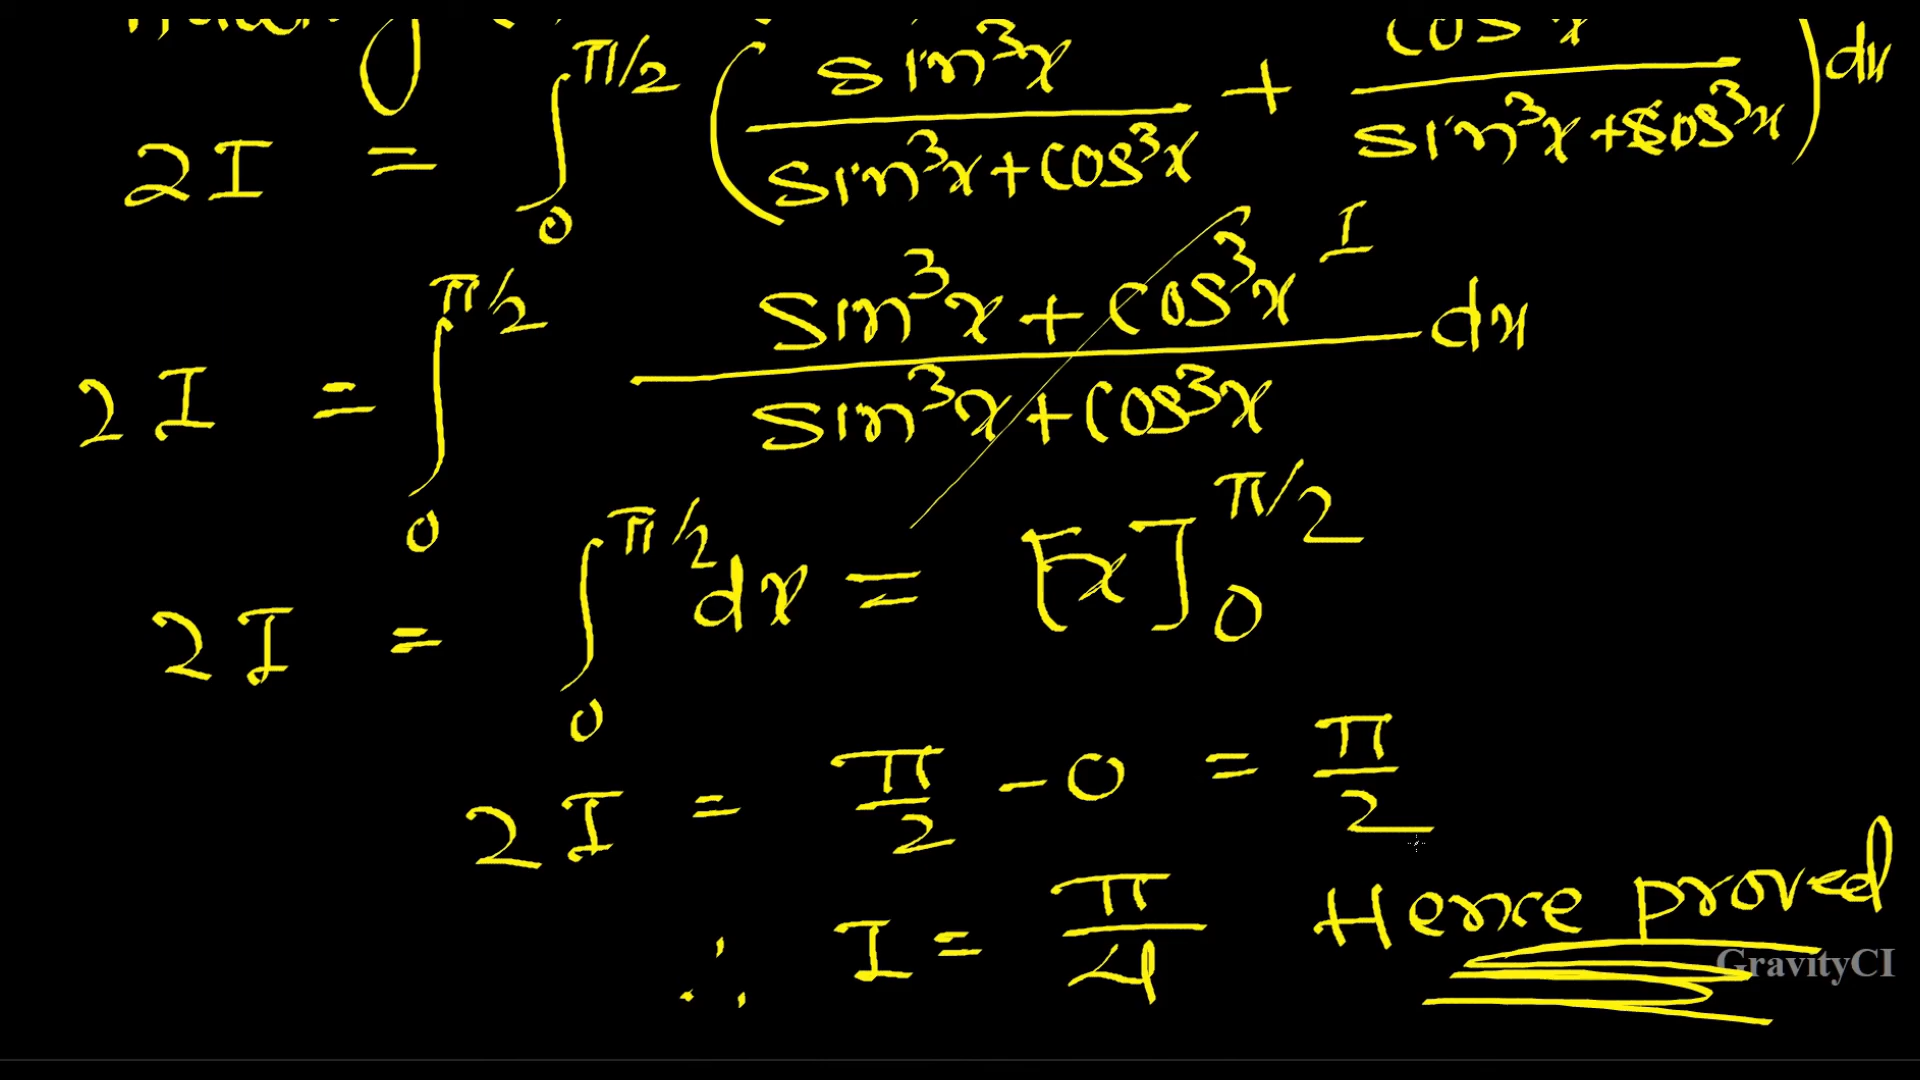 2I = ∫₀^π/2 ( sin³x / sin³x + cos³x + cos³x / sin³x + cos³x ) dx
2I = ∫₀^π/2 sin³x + cos³x / sin³x + cos³x dx 1
2I = ∫₀^π/2 dx = [x]₀^π/2
2I = π/2 - 0 = π/2
∴ I = π/4 Hence proved
GravityCI